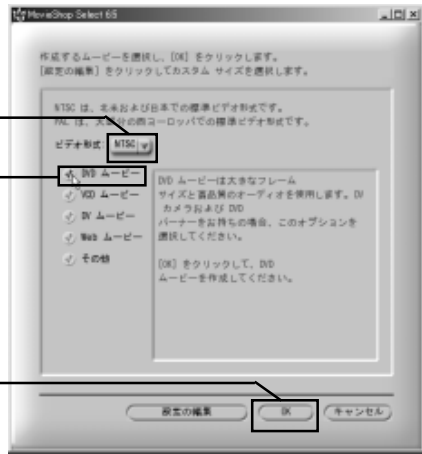 MovieShop Select 65
作成するムービーを選択し、[OK] をクリックします。
[設定の編集] をクリックしてカスタム サイズを選択します。
NTSC は、北米および日本での標準ビデオ形式です。
PAL は、大部分の西ヨーロッパでの標準ビデオ形式です。
ビデオ形式: NTSC
DVD ムービー
VCD ムービー
DV ムービー
Web ムービー
その他
DVD ムービーは大きなフレーム
サイズと高品質のオーディオを使用します。DV
カメラおよび DVD
バーナーをお持ちの場合、このオプションを
選択してください。
[OK] をクリックして、DVD
ムービーを作成してください。
設定の編集
OK
キャンセル